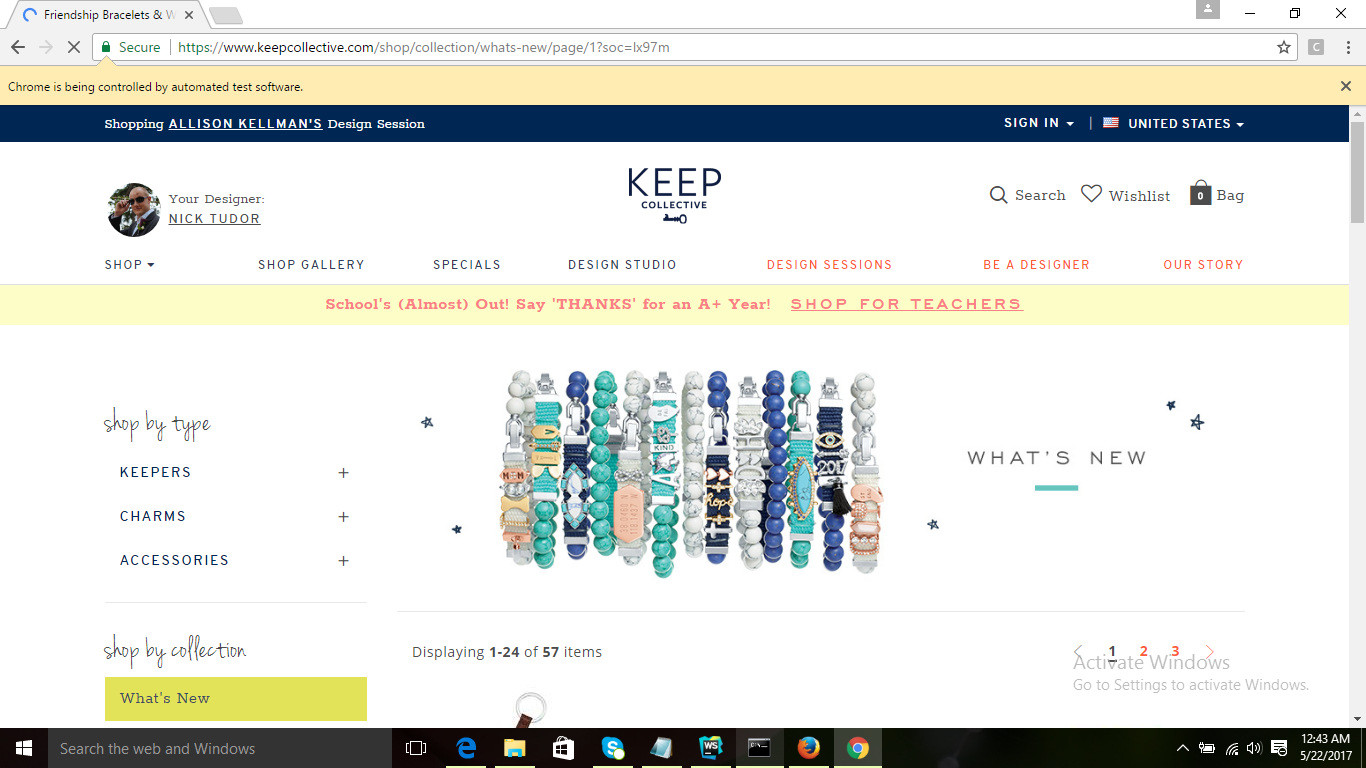 Friendship Bracelets & W
Secure
https://www.keepcollective.com/shop/collection/whats-new/page/1?soc=lx97m
C
Chrome is being controlled by automated test software.
Shopping ALLISON KELLMAN'S Design Session
SIGN IN | UNITED STATES
Your Designer:
NICK TUDOR
KEEP
COLLECTIVE
Search Wishlist 0 Bag
SHOP SHOP GALLERY SPECIALS DESIGN STUDIO DESIGN SESSIONS BE A DESIGNER OUR STORY
School's (Almost) Out! Say 'THANKS' for an A+ Year! SHOP FOR TEACHERS
shop by type
KEEPERS +
CHARMS +
ACCESSORIES +
KIND
hope
2017
WHAT'S NEW
shop by collection
What's New
Displaying 1-24 of 57 items
1 2 3
Activate Windows
Go to Settings to activate Windows.
Search the web and Windows
WS
12:43 AM
5/22/2017